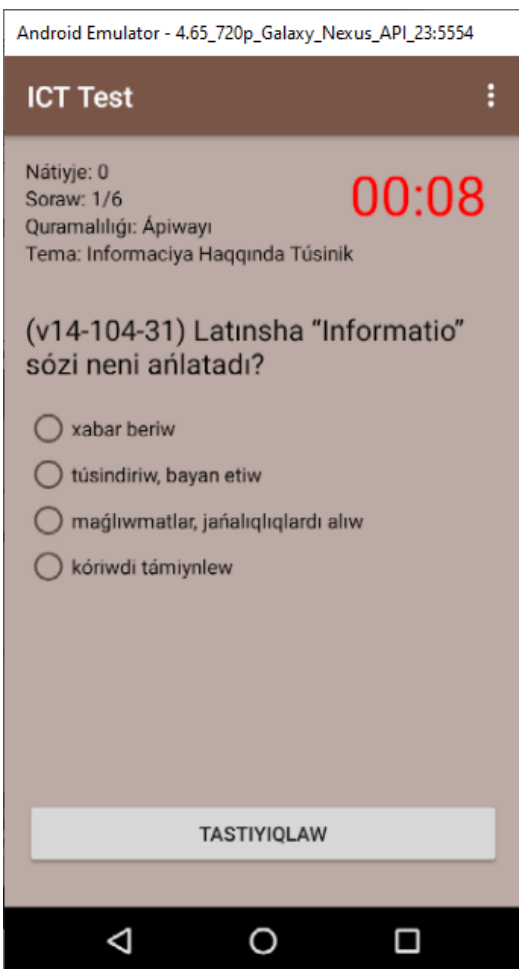 Android Emulator - 4.65_720p_Galaxy_Nexus_API_23:5554
ICT Test
Nátiyje: 0
00:08
Soraw: 1/6
Quramalılıǵı: Ápiwayı
Tema: Informaciya Haqqında Túsinik
(v14-104-31) Latınsha “Informatio”
sózi neni ańlatadı?
xabar beriw
túsindiriw, bayan etiw
maǵlıwmatlar, jańalıqlıqlardı alıw
kóriwdi támiynlew
TASTIYIQLAW